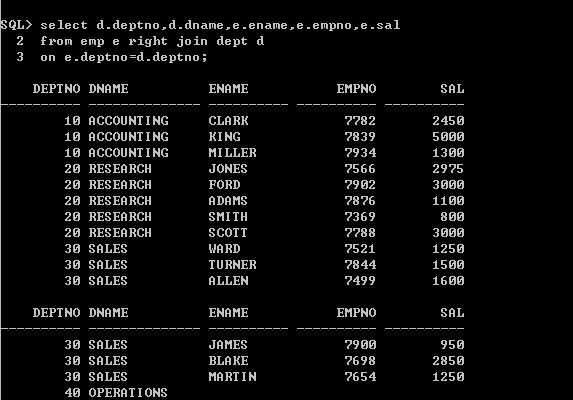 SQL> select d.deptno,d.dname,e.ename,e.empno,e.sal
  2  from emp e right join dept d
  3  on e.deptno=d.deptno;
    DEPTNO DNAME          ENAME           EMPNO        SAL
---------- -------------- ---------- ---------- ----------
        10 ACCOUNTING     CLARK            7782       2450
        10 ACCOUNTING     KING             7839       5000
        10 ACCOUNTING     MILLER           7934       1300
        20 RESEARCH       JONES            7566       2975
        20 RESEARCH       FORD             7902       3000
        20 RESEARCH       ADAMS            7876       1100
        20 RESEARCH       SMITH            7369        800
        20 RESEARCH       SCOTT            7788       3000
        30 SALES          WARD             7521       1250
        30 SALES          TURNER           7844       1500
        30 SALES          ALLEN            7499       1600
    DEPTNO DNAME          ENAME           EMPNO        SAL
---------- -------------- ---------- ---------- ----------
        30 SALES          JAMES            7900        950
        30 SALES          BLAKE            7698       2850
        30 SALES          MARTIN           7654       1250
        40 OPERATIONS